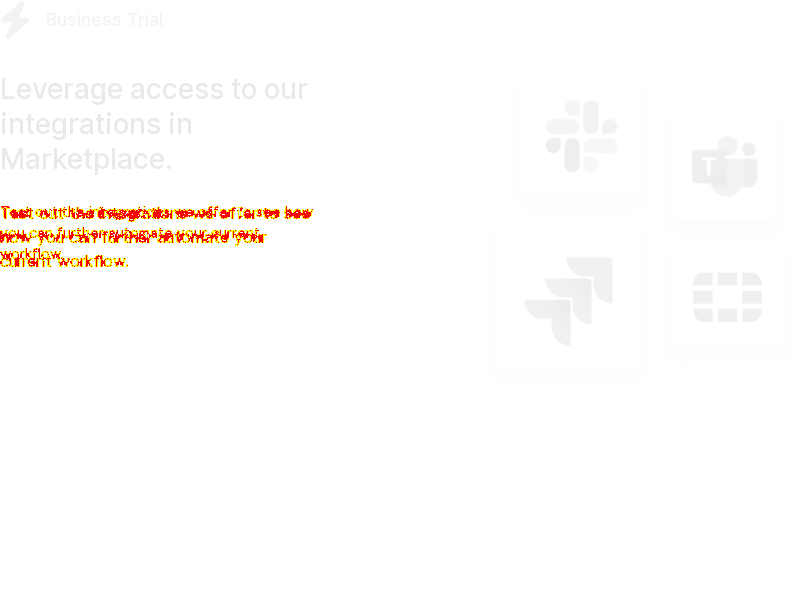 Business Trial
Leverage access to our
integrations in
Marketplace.
Test out the integrations we offer to see
how you can further automate your
current workflow.
T